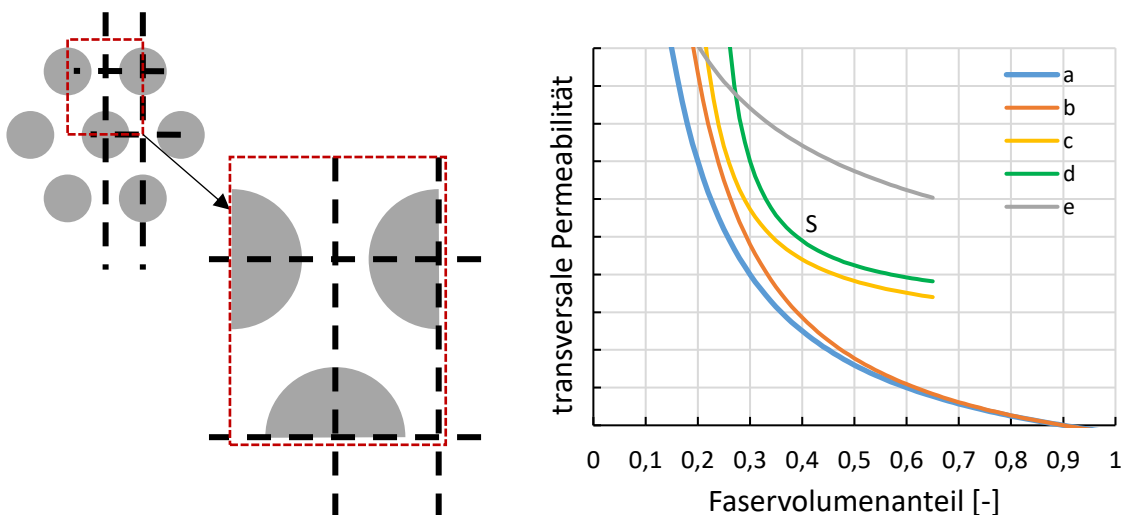 transversale Permeabilität
a
b
c
d
e
S
0 0,1 0,2 0,3 0,4 0,5 0,6 0,7 0,8 0,9 1
Faservolumenanteil [-]